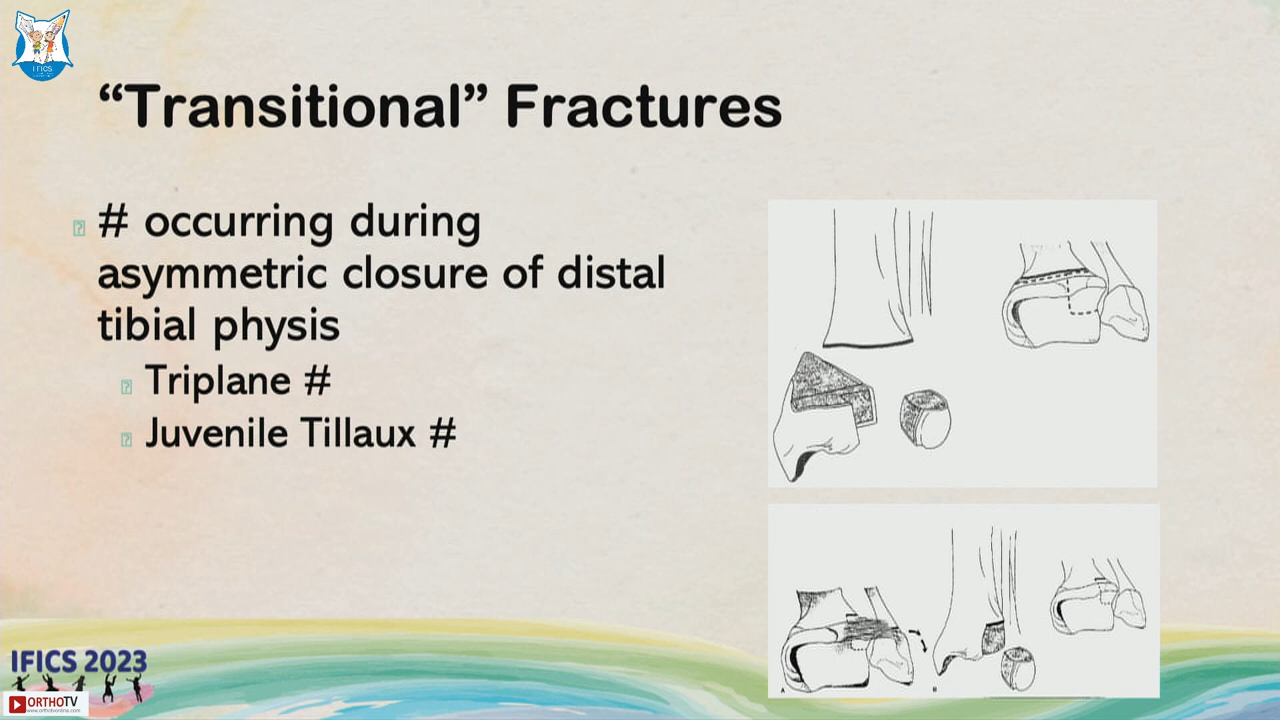 IFICS
"Transitional" Fractures
# occurring during
asymmetric closure of distal
tibial physis
Triplane #
Juvenile Tillaux #
A
B
IFICS 2023
ORTHOTV
www.orthotvonline.com